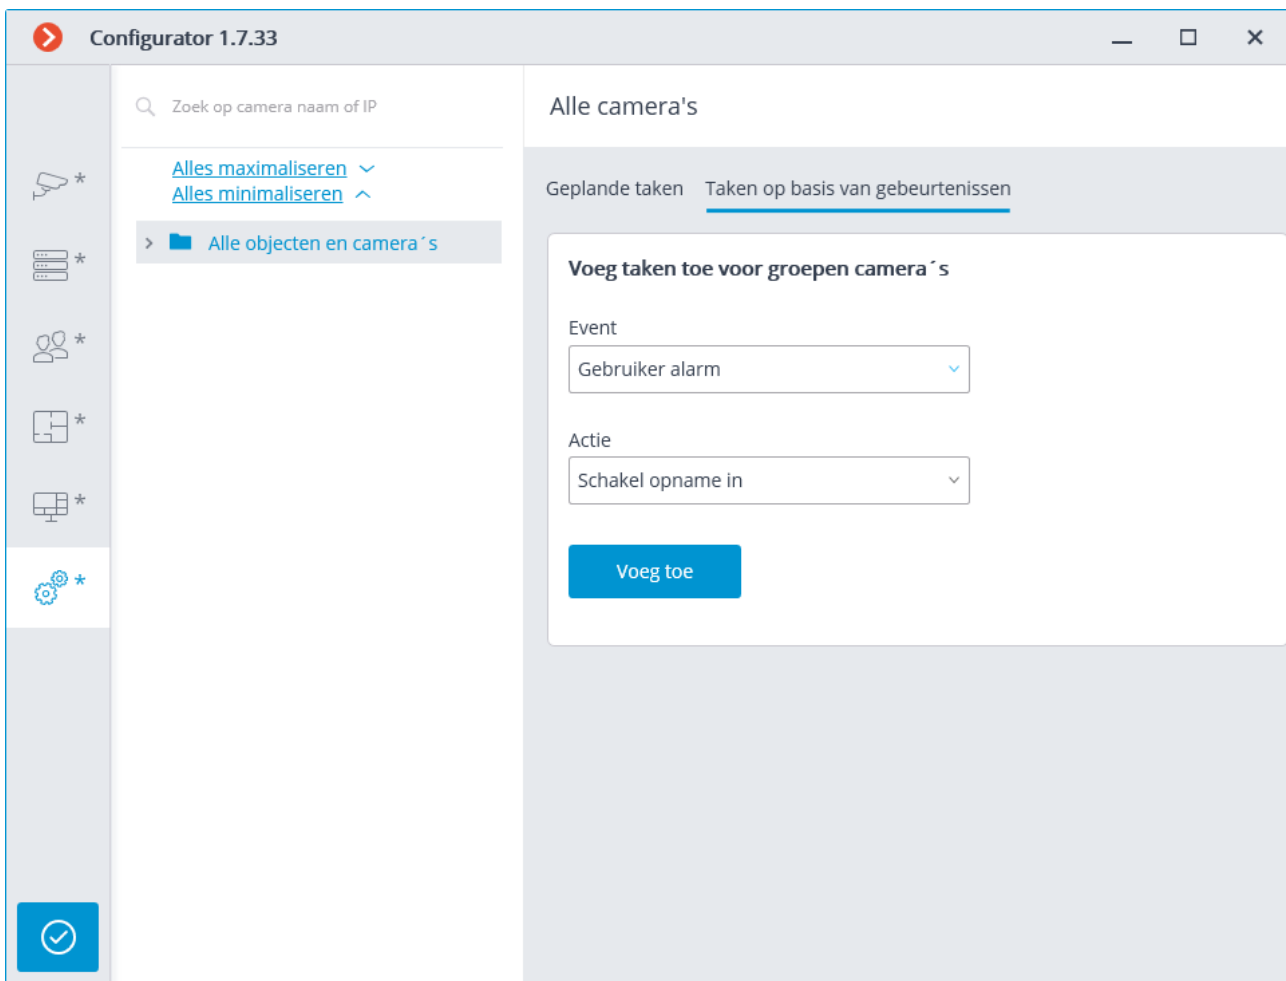 Configurator 1.7.33
Zoek op camera naam of IP
Alles maximaliseren
Alles minimaliseren
Alle objecten en camera´s
Alle camera's
Geplande taken Taken op basis van gebeurtenissen
Voeg taken toe voor groepen camera´s
Event
Gebruiker alarm
Actie
Schakel opname in
Voeg toe
*
*
*
*
*
*